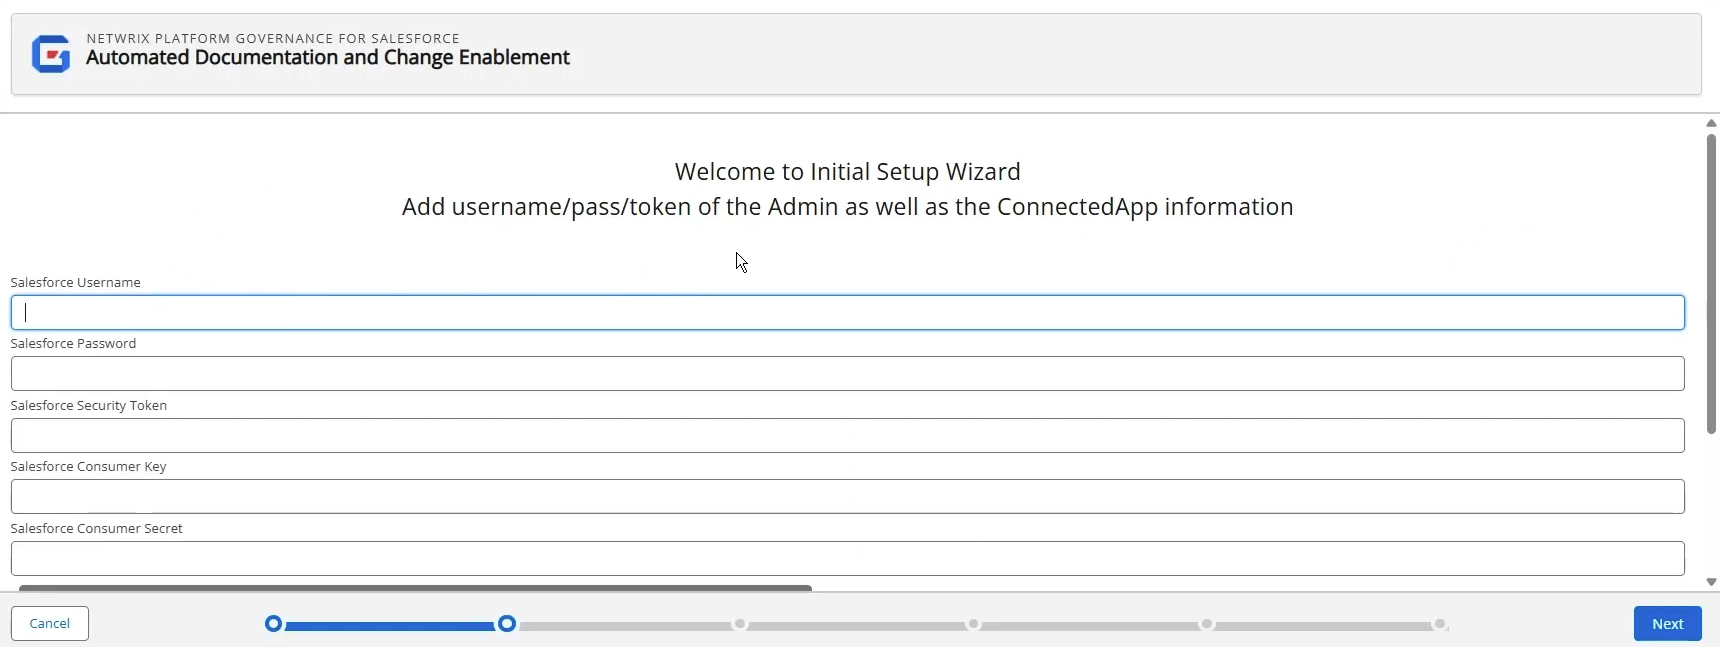 NETWRIX PLATFORM GOVERNANCE FOR SALESFORCE
Automated Documentation and Change Enablement
Welcome to Initial Setup Wizard
Add username/pass/token of the Admin as well as the ConnectedApp information
Salesforce Username
Salesforce Password
Salesforce Security Token
Salesforce Consumer Key
Salesforce Consumer Secret
Cancel
Next